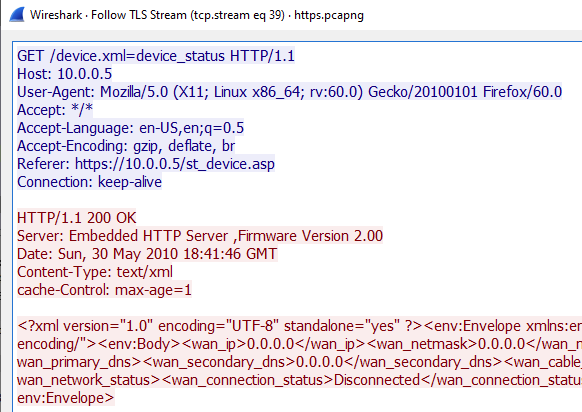 Wireshark · Follow TLS Stream (tcp.stream eq 39) · https.pcapng
GET /device.xml=device_status HTTP/1.1
Host: 10.0.0.5
User-Agent: Mozilla/5.0 (X11; Linux x86_64; rv:60.0) Gecko/20100101 Firefox/60.0
Accept: */*
Accept-Language: en-US,en;q=0.5
Accept-Encoding: gzip, deflate, br
Referer: https://10.0.0.5/st_device.asp
Connection: keep-alive
HTTP/1.1 200 OK
Server: Embedded HTTP Server ,Firmware Version 2.00
Date: Sun, 30 May 2010 18:41:46 GMT
Content-Type: text/xml
cache-Control: max-age=1
<?xml version="1.0" encoding="UTF-8" standalone="yes" ?><env:Envelope xmlns:en
encoding/"><env:Body><wan_ip>0.0.0.0</wan_ip><wan_netmask>0.0.0.0</wan_n
wan_primary_dns><wan_secondary_dns>0.0.0.0</wan_secondary_dns><wan_cable_
wan_network_status><wan_connection_status>Disconnected</wan_connection_statu
env:Envelope>